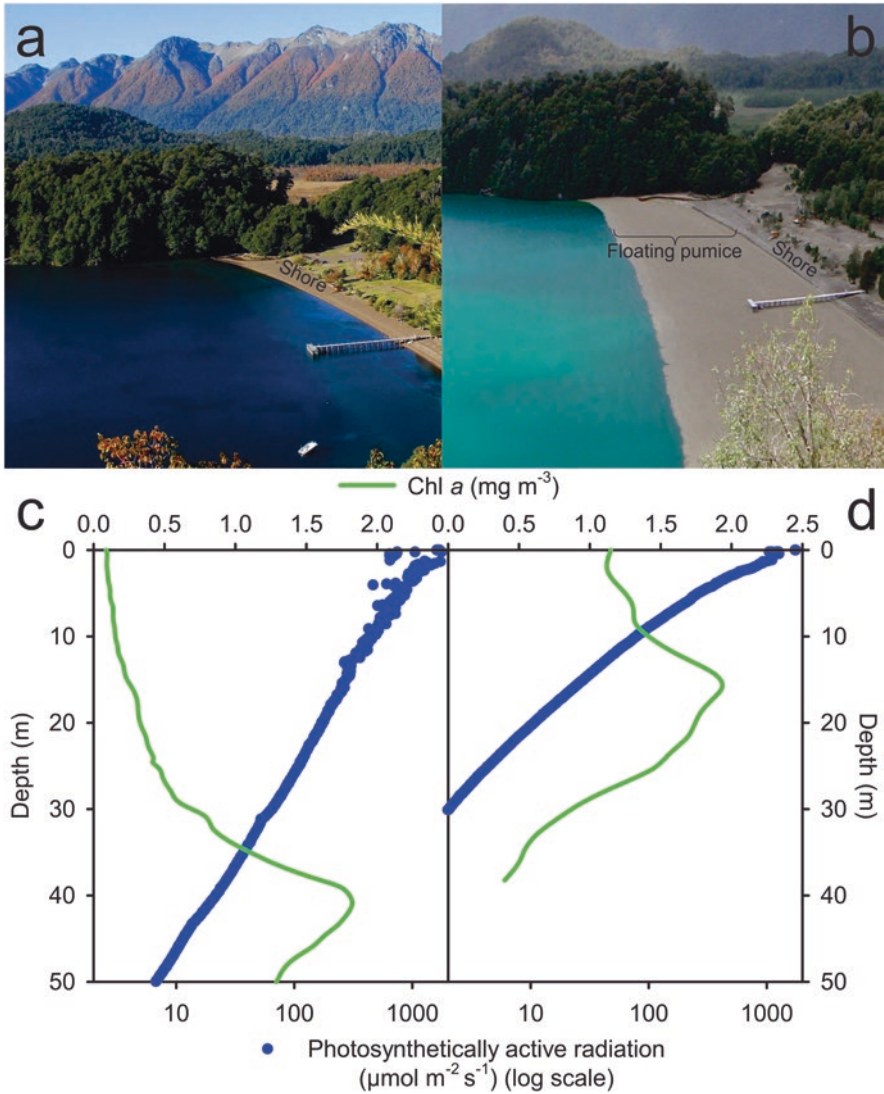 a
b
Shore
Floating pumice
Shore
Chl a (mg m⁻³)
c
d
0.0 0.5 1.0 1.5 2.0 0.0 0.5 1.0 1.5 2.0 2.5
0 0
10 10
20 20
30 30
40 40
50 50
Depth (m)
Depth (m)
10 100 1000 10 100 1000
Photosynthetically active radiation
(μmol m⁻² s⁻¹) (log scale)